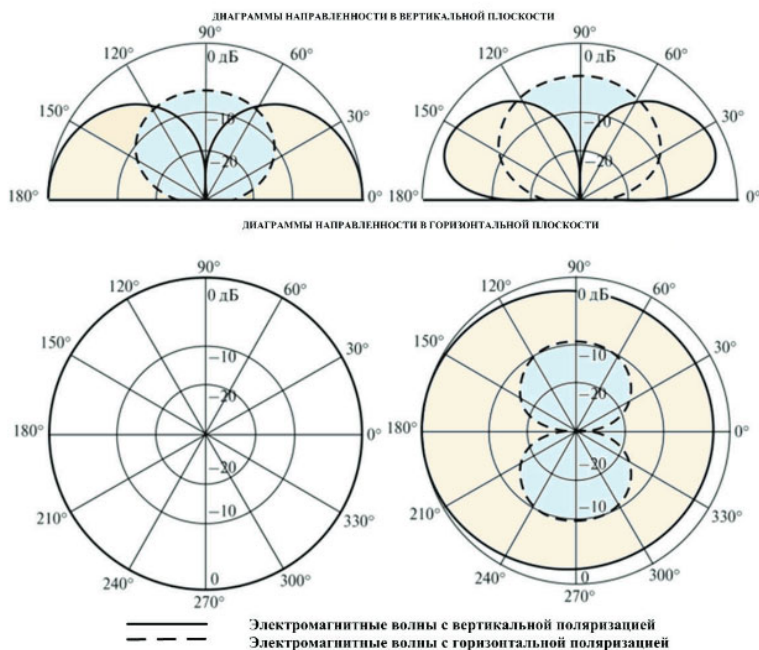 ДИАГРАММЫ НАПРАВЛЕННОСТИ В ВЕРТИКАЛЬНОЙ ПЛОСКОСТИ
90° 90°
120° 0 дБ 60° 120° 0 дБ 60°
150° −10 30° 150° −10 30°
−20 −20
180° 0° 180° 0°
ДИАГРАММЫ НАПРАВЛЕННОСТИ В ГОРИЗОНТАЛЬНОЙ ПЛОСКОСТИ
90° 90°
120° 0 дБ 60° 120° 0 дБ 60°
150° −10 30° 150° −10 30°
−20 −20
180° 0° 180° 0°
−20 −20
210° −10 330° 210° −10 330°
240° 0 300° 240° 0 300°
270° 270°
Электромагнитные волны с вертикальной поляризацией
Электромагнитные волны с горизонтальной поляризацией